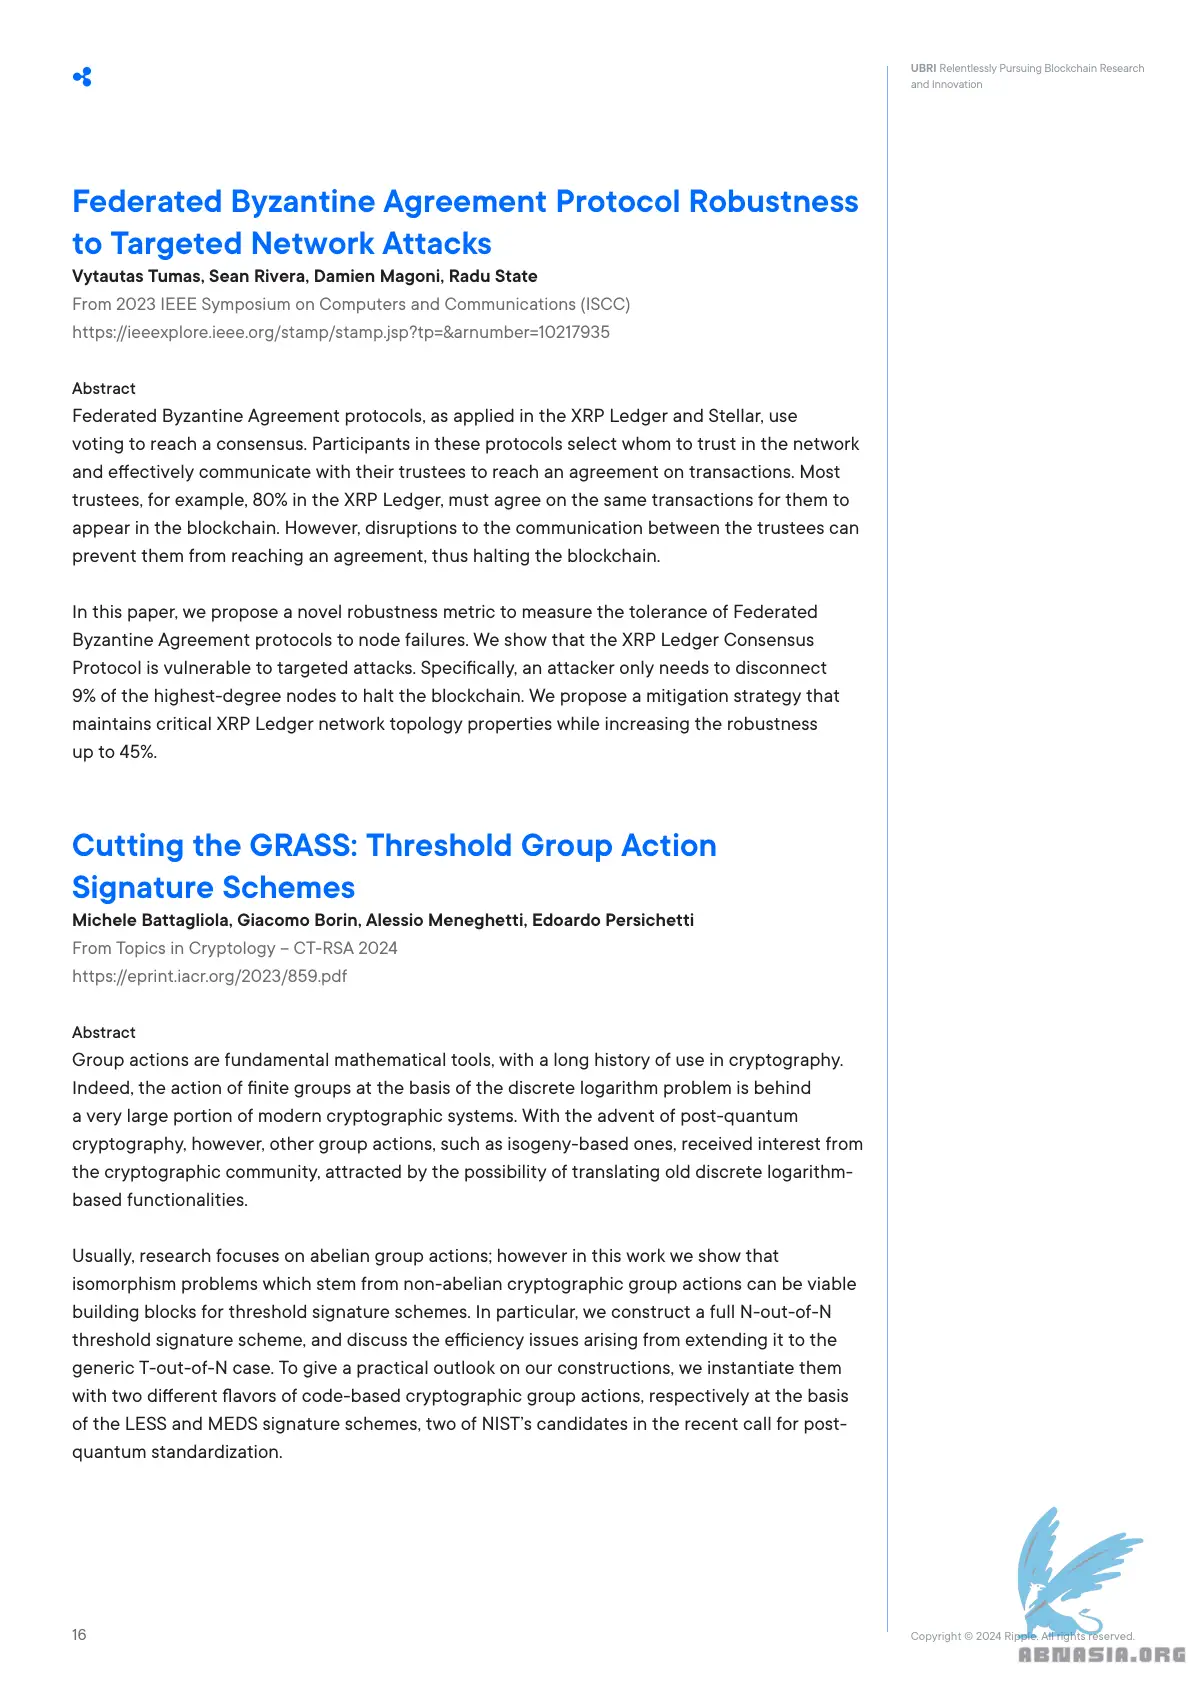 UBRI Relentlessly Pursuing Blockchain Research
and Innovation
Federated Byzantine Agreement Protocol Robustness
to Targeted Network Attacks
Vytautas Tumas, Sean Rivera, Damien Magoni, Radu State
From 2023 IEEE Symposium on Computers and Communications (ISCC)
https://ieeexplore.ieee.org/stamp/stamp.jsp?tp=&arnumber=10217935
Abstract
Federated Byzantine Agreement protocols, as applied in the XRP Ledger and Stellar, use
voting to reach a consensus. Participants in these protocols select whom to trust in the network
and effectively communicate with their trustees to reach an agreement on transactions. Most
trustees, for example, 80% in the XRP Ledger, must agree on the same transactions for them to
appear in the blockchain. However, disruptions to the communication between the trustees can
prevent them from reaching an agreement, thus halting the blockchain.
In this paper, we propose a novel robustness metric to measure the tolerance of Federated
Byzantine Agreement protocols to node failures. We show that the XRP Ledger Consensus
Protocol is vulnerable to targeted attacks. Specifically, an attacker only needs to disconnect
9% of the highest-degree nodes to halt the blockchain. We propose a mitigation strategy that
maintains critical XRP Ledger network topology properties while increasing the robustness
up to 45%.
Cutting the GRASS: Threshold Group Action
Signature Schemes
Michele Battagliola, Giacomo Borin, Alessio Meneghetti, Edoardo Persichetti
From Topics in Cryptology – CT-RSA 2024
https://eprint.iacr.org/2023/859.pdf
Abstract
Group actions are fundamental mathematical tools, with a long history of use in cryptography.
Indeed, the action of finite groups at the basis of the discrete logarithm problem is behind
a very large portion of modern cryptographic systems. With the advent of post-quantum
cryptography, however, other group actions, such as isogeny-based ones, received interest from
the cryptographic community, attracted by the possibility of translating old discrete logarithm-
based functionalities.
Usually, research focuses on abelian group actions; however in this work we show that
isomorphism problems which stem from non-abelian cryptographic group actions can be viable
building blocks for threshold signature schemes. In particular, we construct a full N-out-of-N
threshold signature scheme, and discuss the efficiency issues arising from extending it to the
generic T-out-of-N case. To give a practical outlook on our constructions, we instantiate them
with two different flavors of code-based cryptographic group actions, respectively at the basis
of the LESS and MEDS signature schemes, two of NIST's candidates in the recent call for post-
quantum standardization.
16
Copyright © 2024 Ripple. All rights reserved.
ABNASIA.ORG